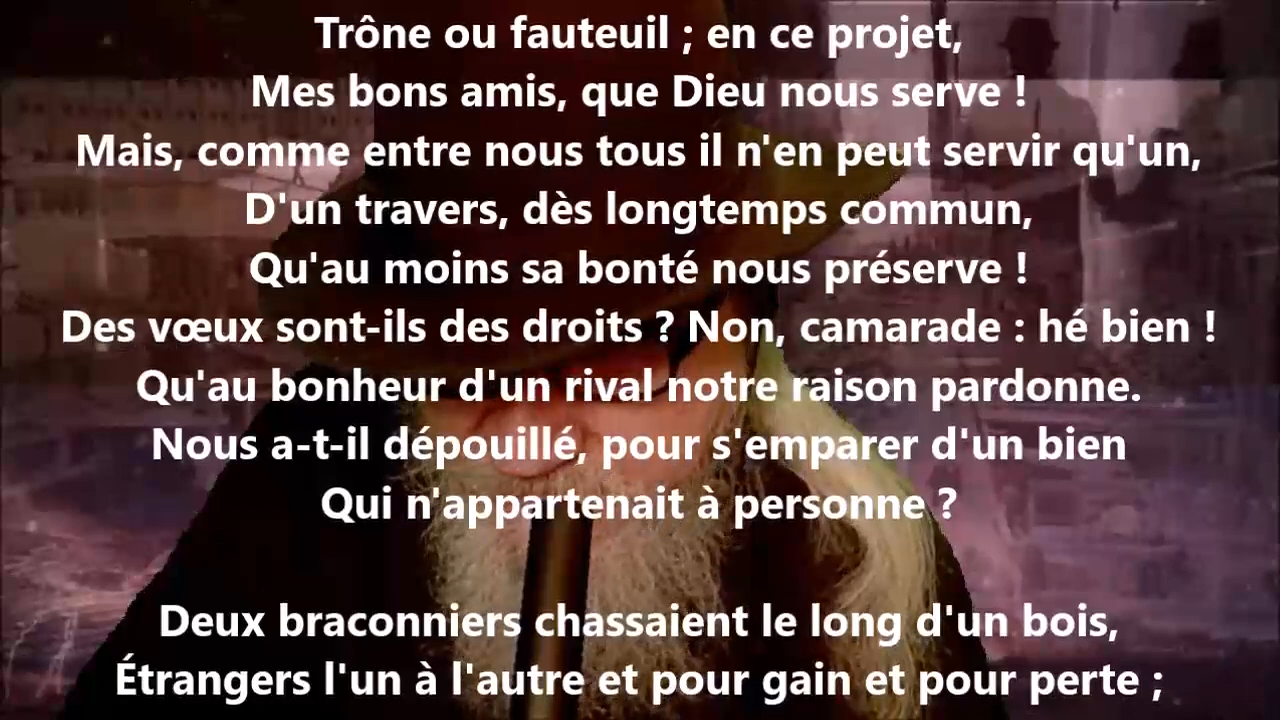 Trône ou fauteuil ; en ce projet,
Mes bons amis, que Dieu nous serve !
Mais, comme entre nous tous il n'en peut servir qu'un,
D'un travers, dès longtemps commun,
Qu'au moins sa bonté nous préserve !
Des vœux sont-ils des droits ? Non, camarade : hé bien !
Qu'au bonheur d'un rival notre raison pardonne.
Nous a-t-il dépouillé, pour s'emparer d'un bien
Qui n'appartenait à personne ?
Deux braconniers chassaient le long d'un bois,
Étrangers l'un à l'autre et pour gain et pour perte ;